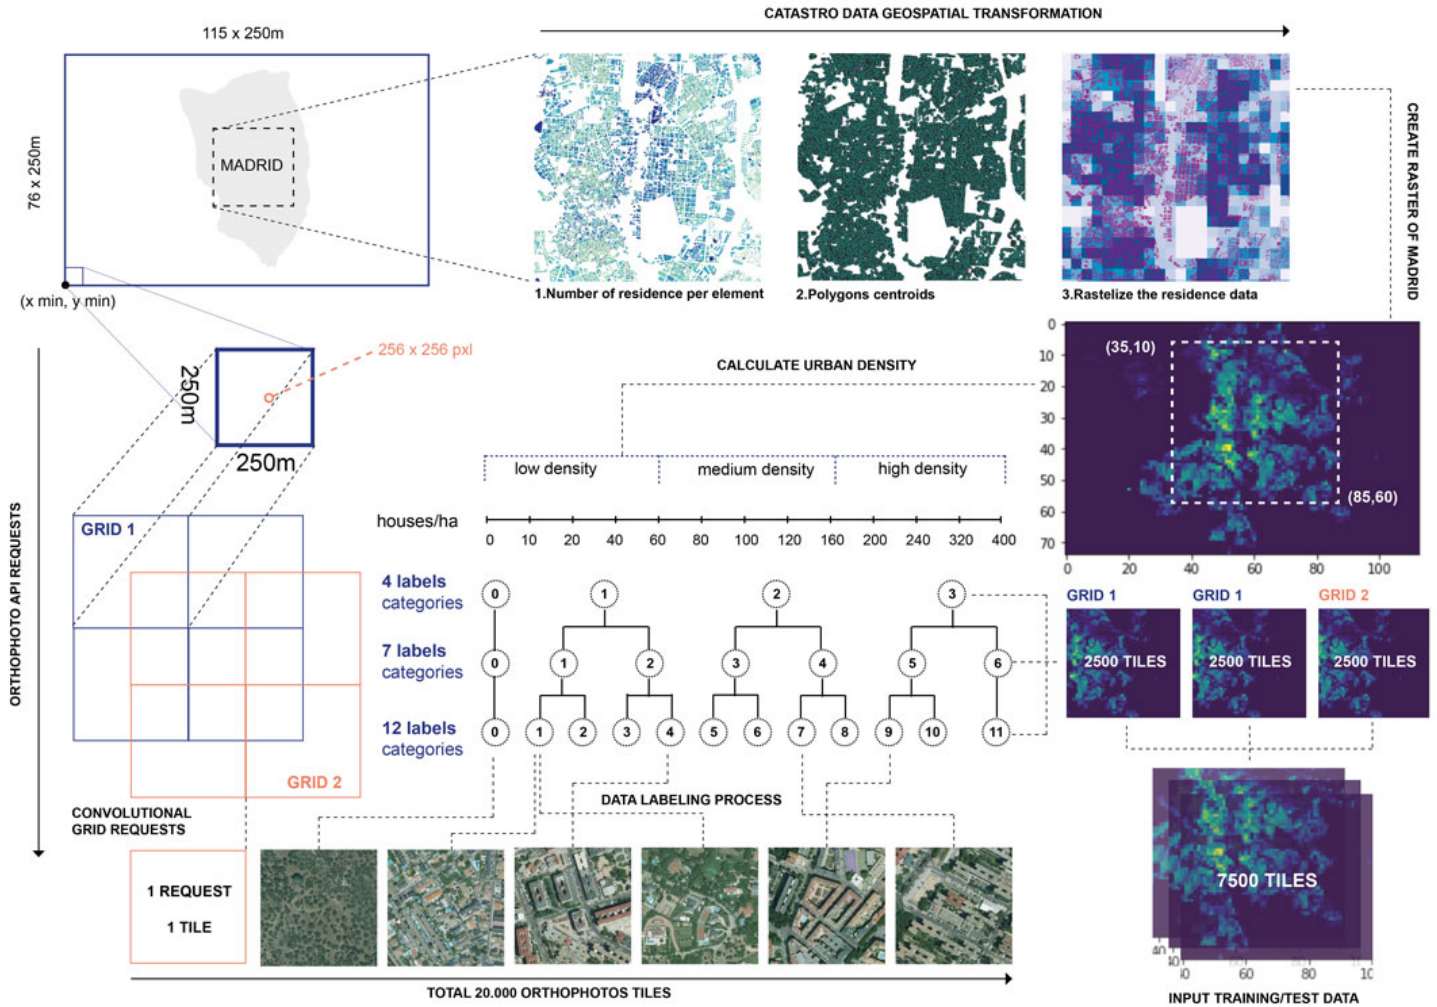 CATASTRO DATA GEOSPATIAL TRANSFORMATION
115 x 250m
76 x 250m
MADRID
(x min, y min)
1.Number of residence per element
2.Polygons centroids
3.Rastelize the residence data
CREATE RASTER OF MADRID
256 x 256 pxl
250m
250m
CALCULATE URBAN DENSITY
0
10
20
30
40
50
60
70
(35,10)
(85,60)
0
20
40
60
80
100
low density
medium density
high density
houses/ha
0 10 20 40 60 80 100 120 160 200 240 320 400
ORTHOPHOTO API REQUESTS
GRID 1
GRID 2
4 labels
categories
0 1 2 3
7 labels
categories
0 1 2 3 4 5 6
12 labels
categories
0 1 2 3 4 5 6 7 8 9 10 11
GRID 1 GRID 1 GRID 2
2500 TILES 2500 TILES 2500 TILES
CONVOLUTIONAL
GRID REQUESTS
DATA LABELING PROCESS
1 REQUEST
1 TILE
7500 TILES
60 80
TOTAL 20.000 ORTHOPHOTOS TILES
INPUT TRAINING/TEST DATA